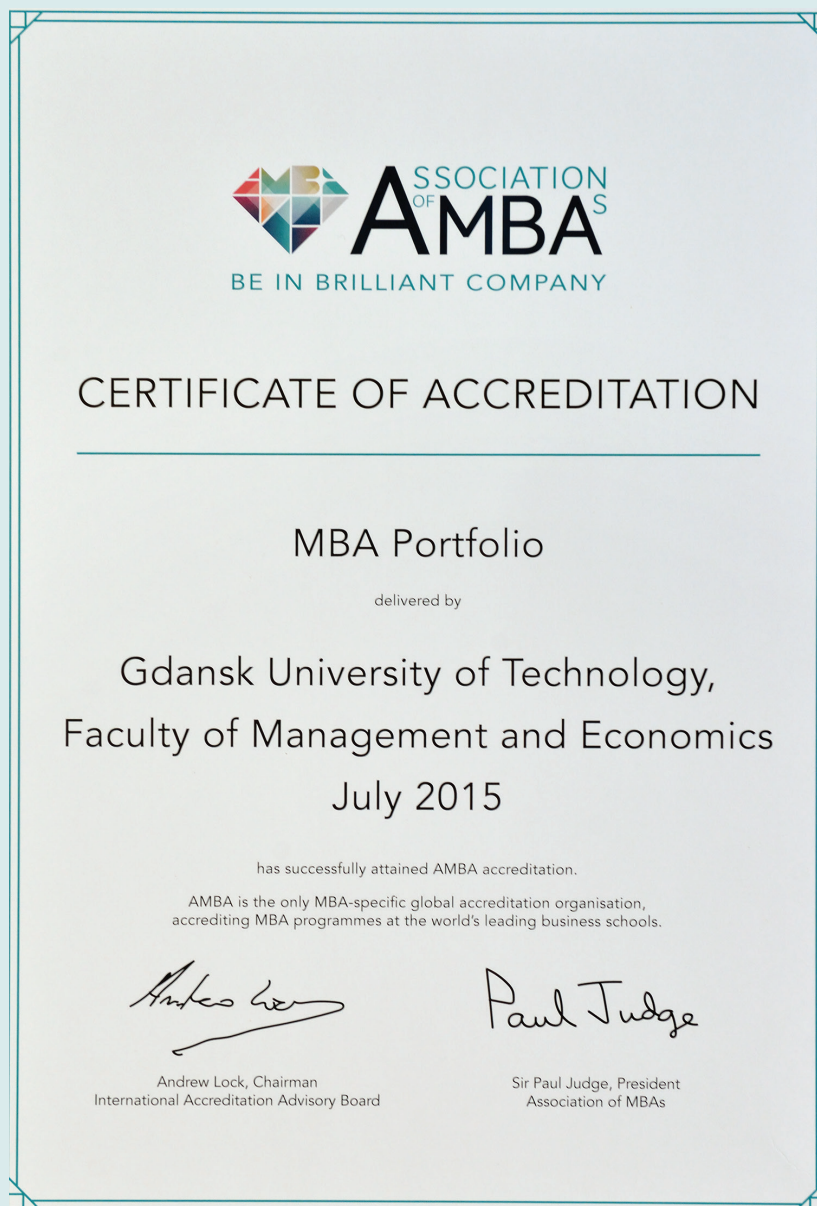 ASSOCIATION
OF AMBAS
BE IN BRILLIANT COMPANY
CERTIFICATE OF ACCREDITATION
MBA Portfolio
delivered by
Gdansk University of Technology,
Faculty of Management and Economics
July 2015
has successfully attained AMBA accreditation.
AMBA is the only MBA-specific global accreditation organisation,
accrediting MBA programmes at the world's leading business schools.
Paul Judge
Andrew Lock, Chairman
International Accreditation Advisory Board
Sir Paul Judge, President
Association of MBAs